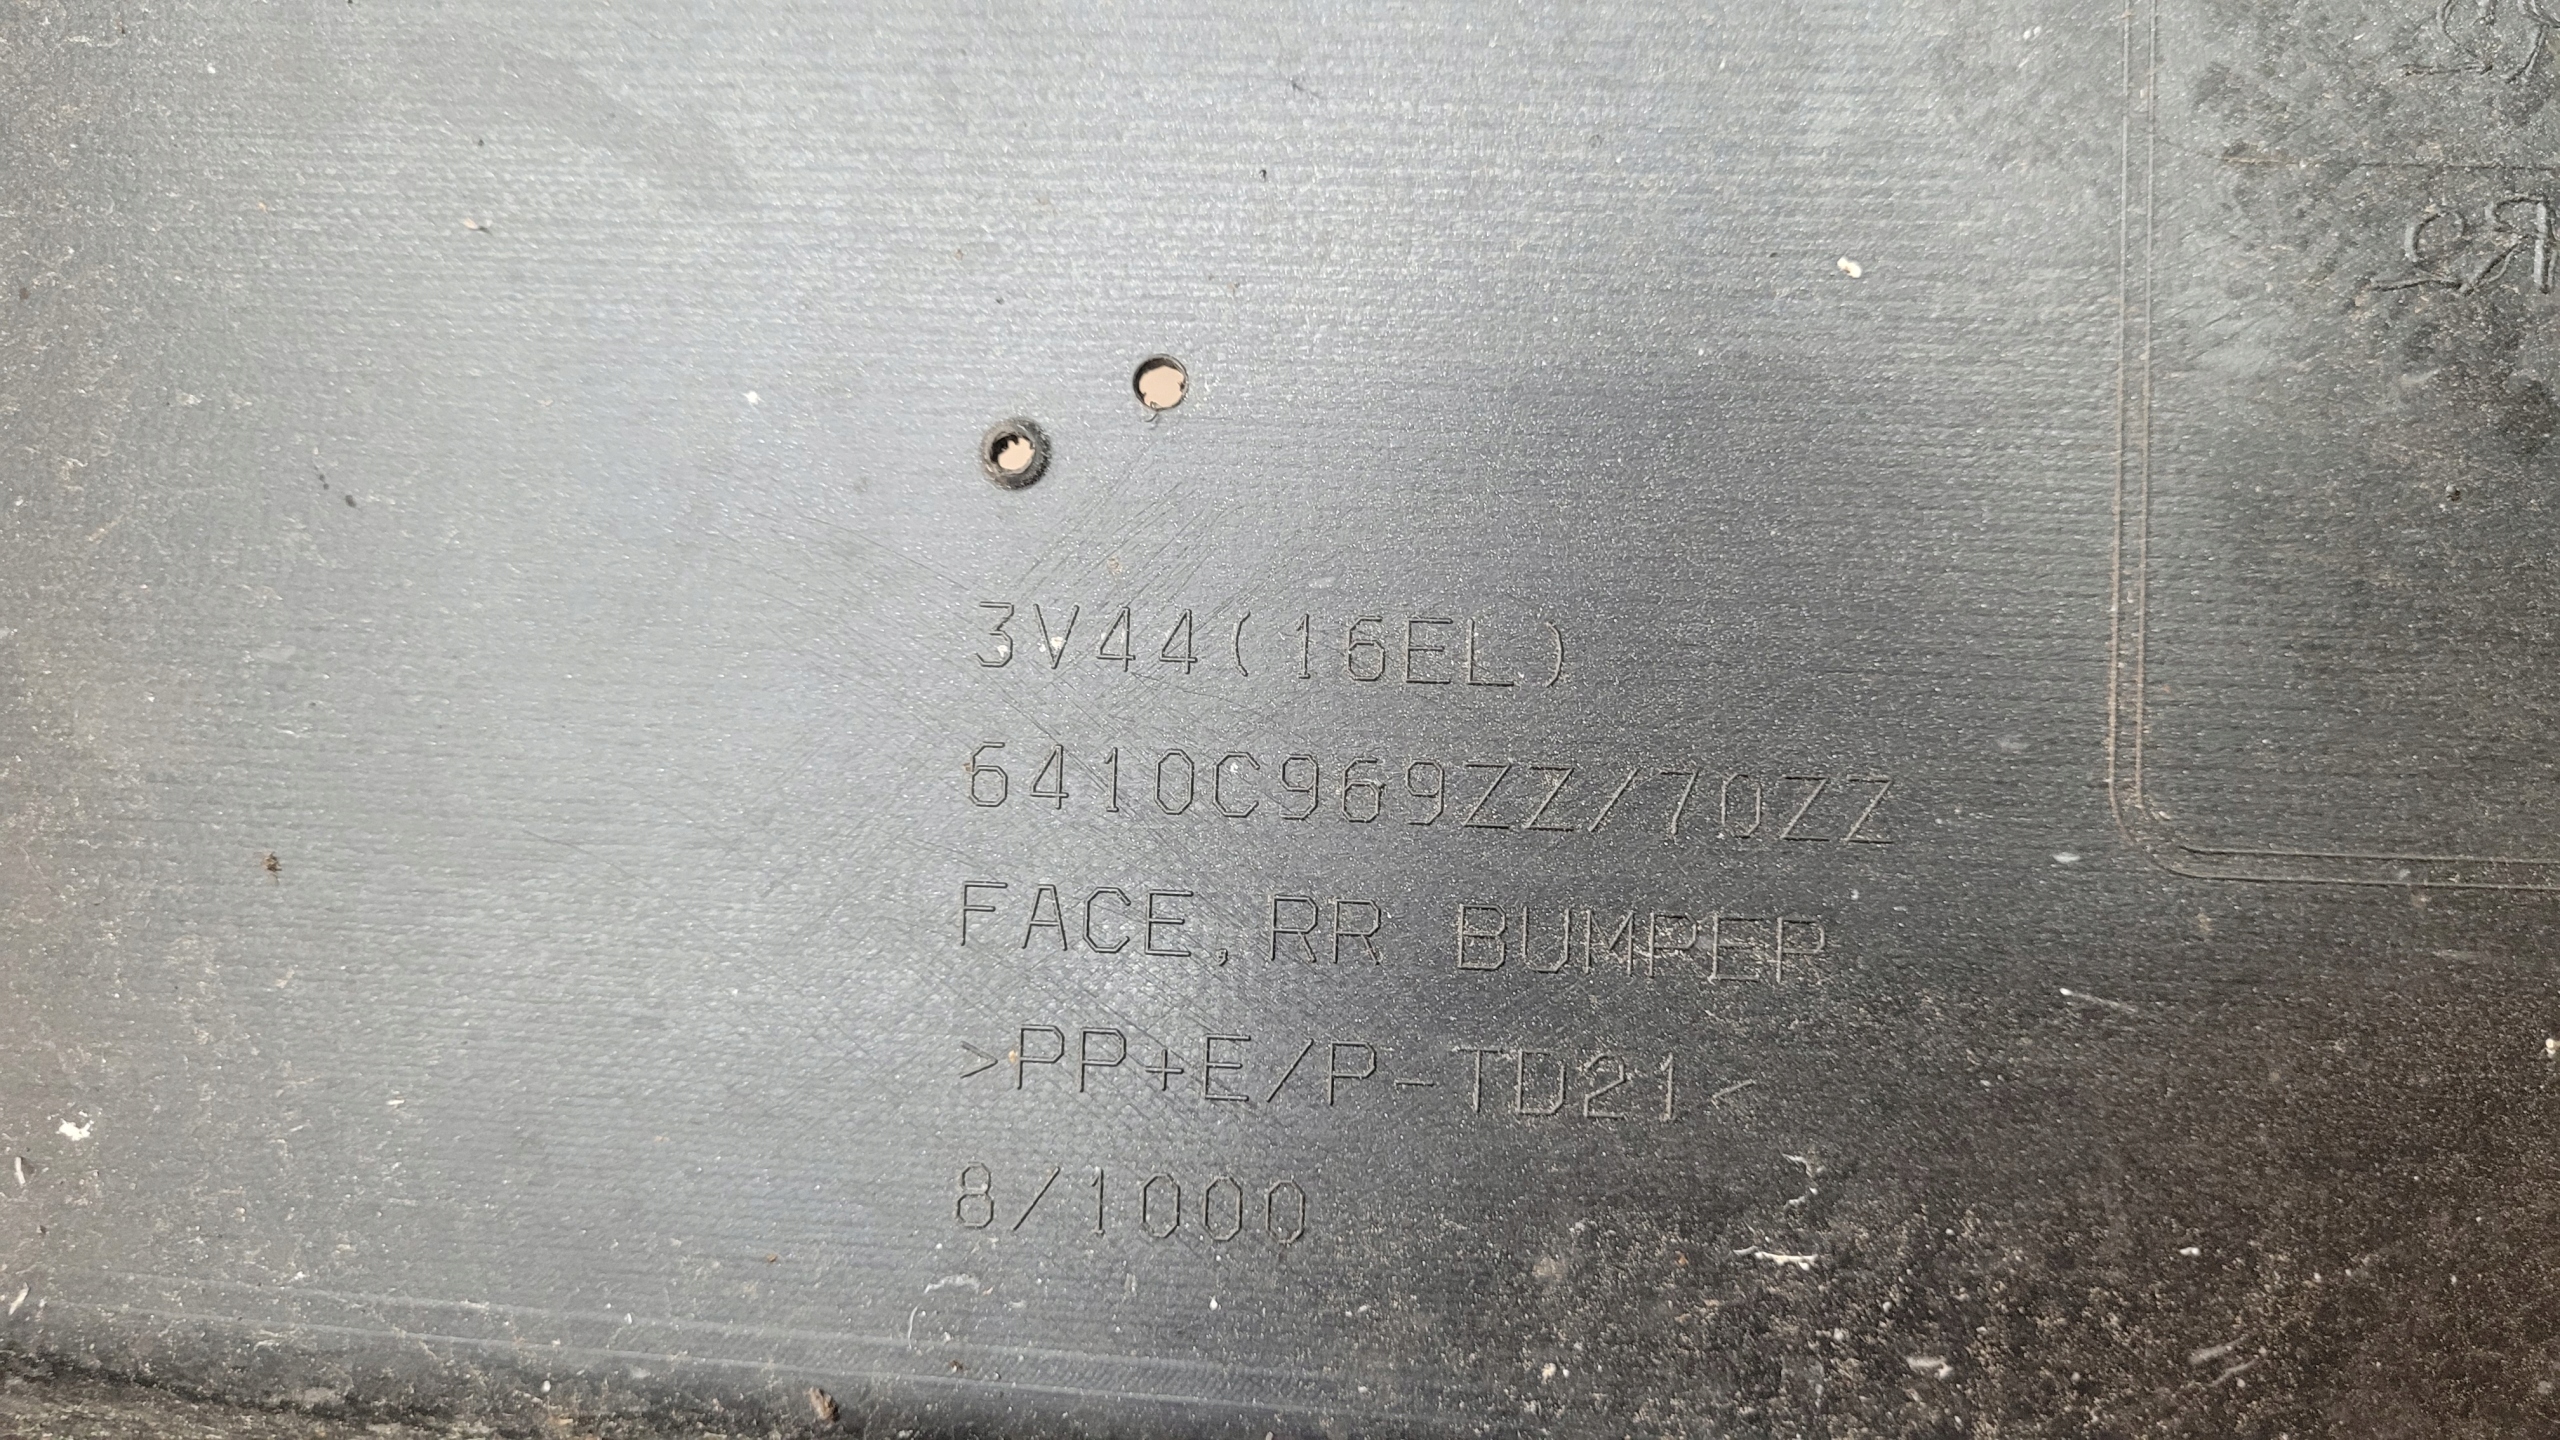 3V44(16EL)
6410C969ZZ/70ZZ
FACE,RR BUMPER
>PP+E/P-TD21<
8/1000